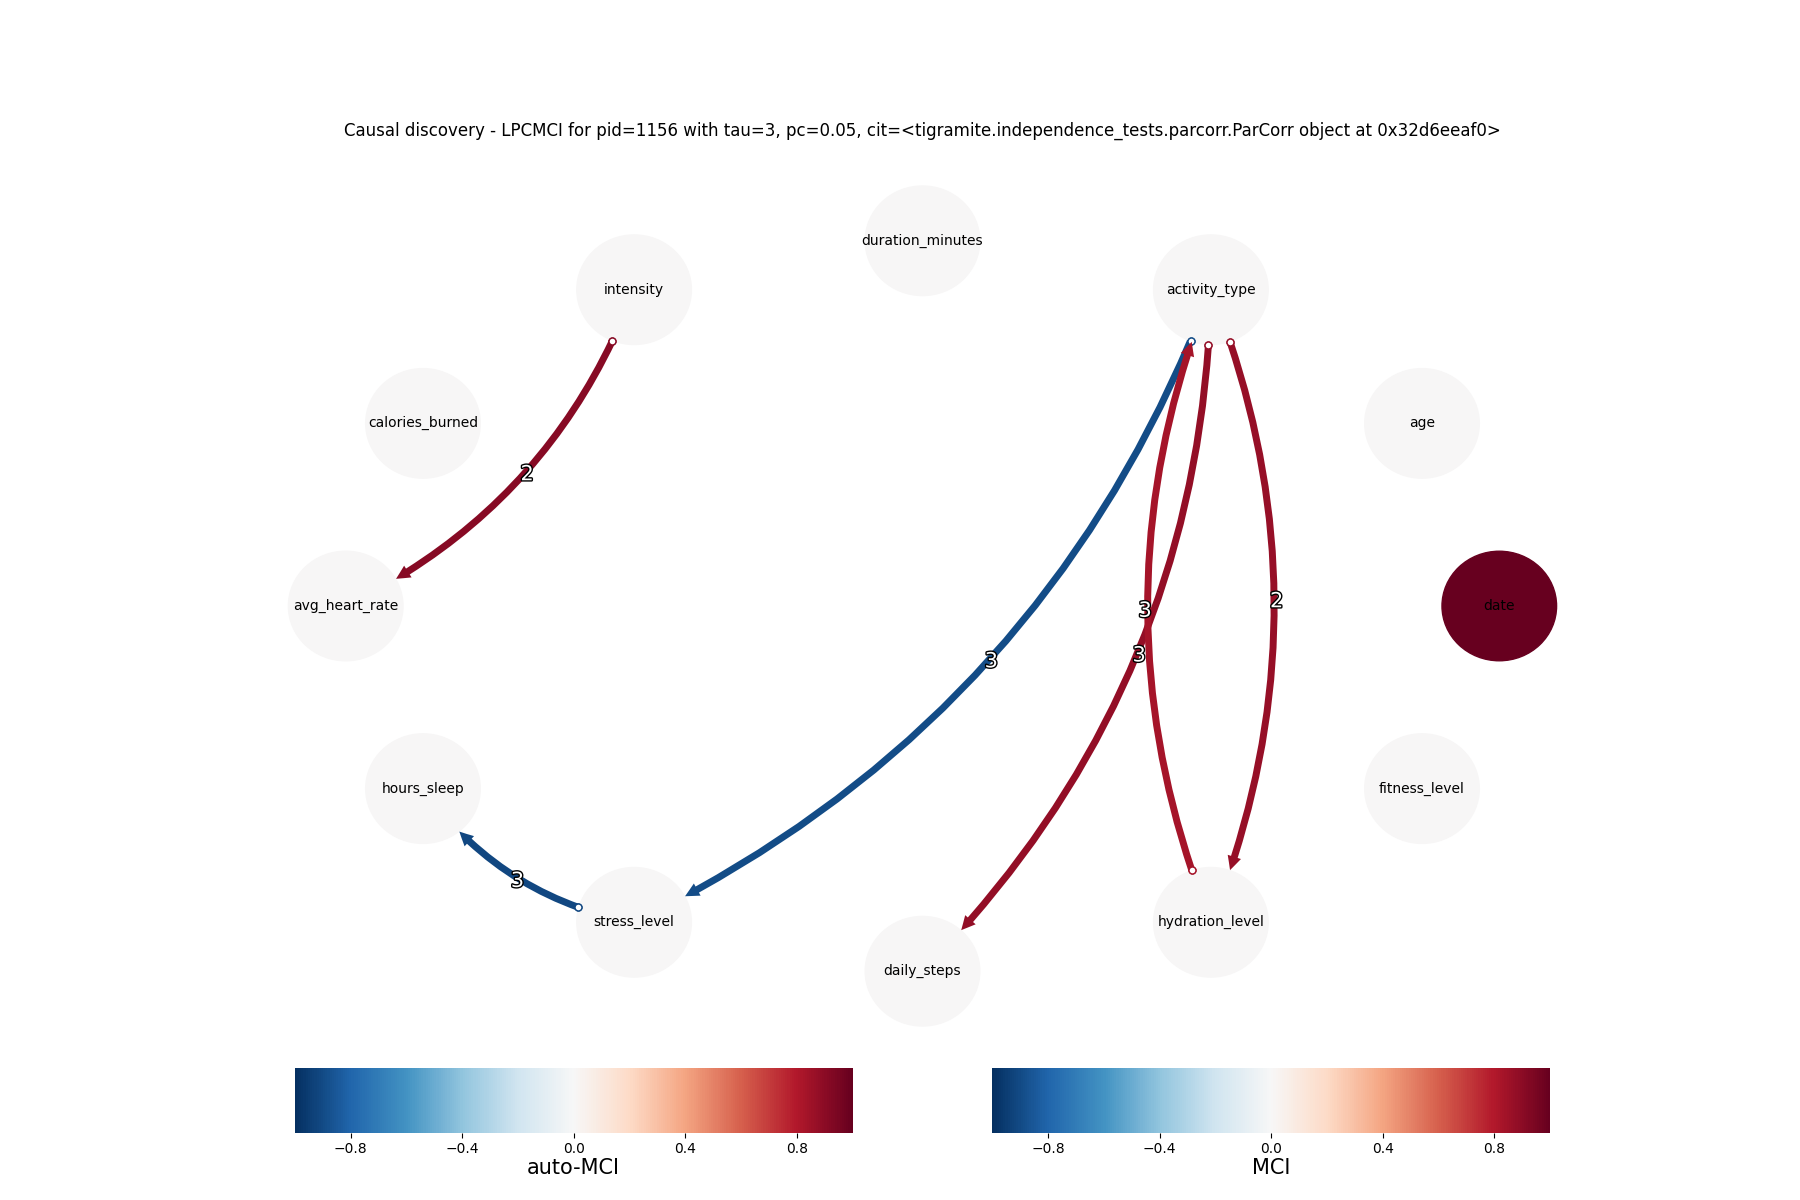 Causal discovery - LPCMCI for pid=1156 with tau=3, pc=0.05, cit=<tigramite.independence_tests.parcorr.ParCorr object at 0x32d6eeaf0>
duration_minutes
intensity
activity_type
calories_burned
age
2
avg_heart_rate
date
3
2
3
3
hours_sleep
fitness_level
3
stress_level
hydration_level
daily_steps
−0.8 −0.4 0.0 0.4 0.8
auto-MCI
−0.8 −0.4 0.0 0.4 0.8
MCI